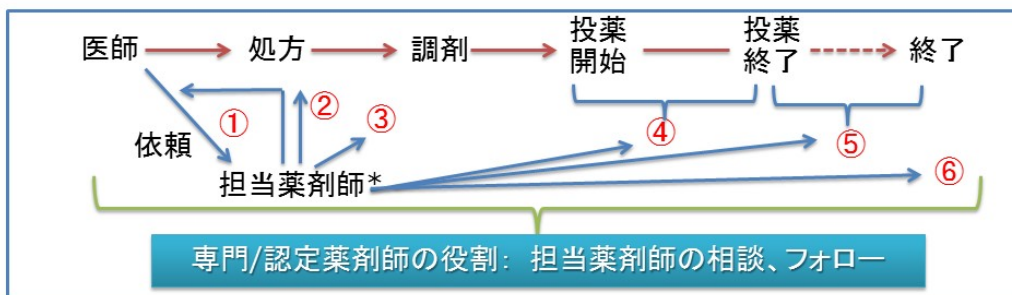 医師
処方
調剤
投薬
開始
投薬
終了
終了
①
②
③
④
⑤
⑥
依頼
担当薬剤師*
専門/認定薬剤師の役割： 担当薬剤師の相談、フォロー